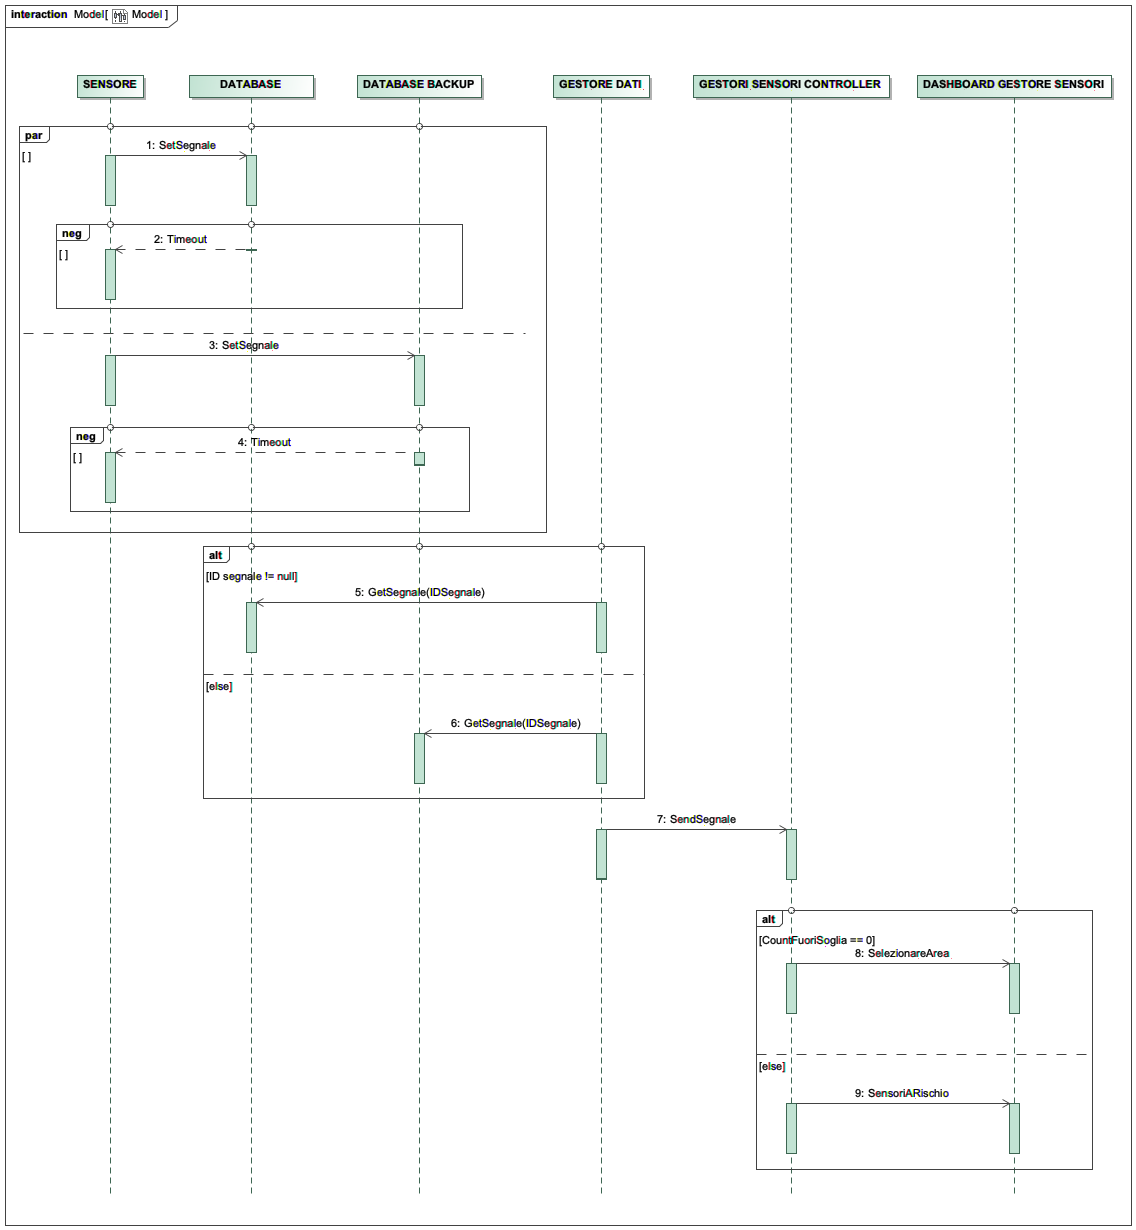 interaction Model[ Model ]
SENSORE
DATABASE
DATABASE BACKUP
GESTORE DATI
GESTORI SENSORI CONTROLLER
DASHBOARD GESTORE SENSORI
par
[ ]
1: SetSegnale
neg
[ ]
2: Timeout
3: SetSegnale
neg
[ ]
4: Timeout
alt
[ID segnale != null]
5: GetSegnale(IDSegnale)
[else]
6: GetSegnale(IDSegnale)
7: SendSegnale
alt
[CountFuoriSoglia == 0]
8: SelezionareArea
[else]
9: SensoriARischio